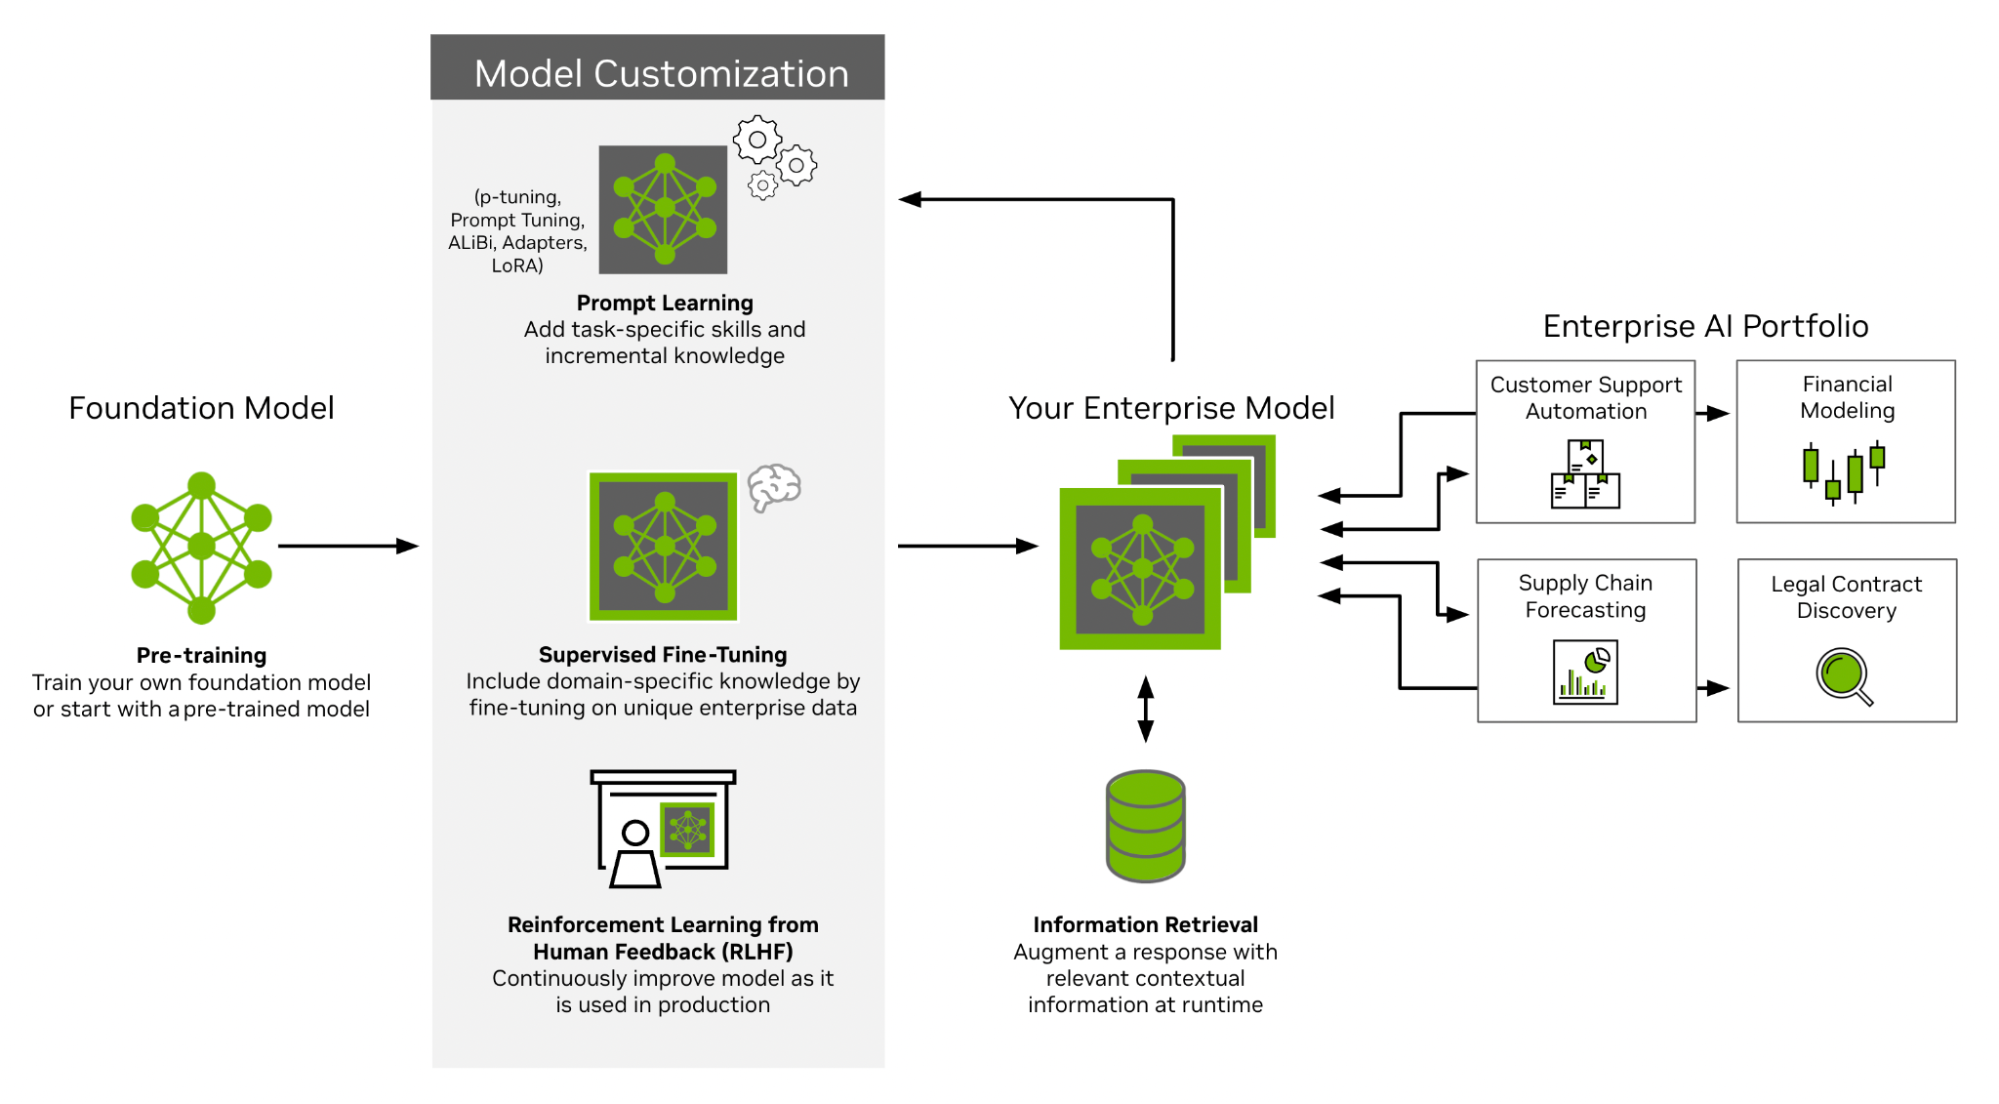 Model Customization
(p-tuning,
Prompt Tuning,
ALiBi, Adapters,
LoRA)
Prompt Learning
Add task-specific skills and
incremental knowledge
Foundation Model
Pre-training
Train your own foundation model
or start with a pre-trained model
Supervised Fine-Tuning
Include domain-specific knowledge by
fine-tuning on unique enterprise data
Reinforcement Learning from
Human Feedback (RLHF)
Continuously improve model as it
is used in production
Your Enterprise Model
Information Retrieval
Augment a response with
relevant contextual
information at runtime
Enterprise AI Portfolio
Customer Support
Automation
Financial
Modeling
Supply Chain
Forecasting
Legal Contract
Discovery